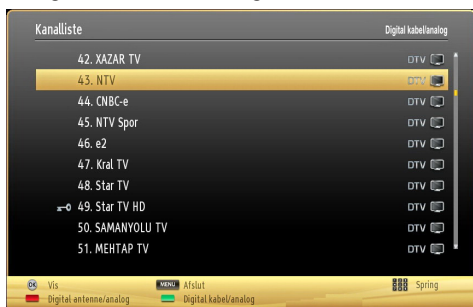 Kanalliste Digital kabel/analog
42. XAZAR TV DTV
43. NTV DTV
44. CNBC-e DTV
45. NTV Spor DTV
46. e2 DTV
47. Kral TV DTV
48. Star TV DTV
49. Star TV HD DTV
50. SAMANYOLU TV DTV
51. MEHTAP TV DTV
OK Vis MENU Afslut Spring
Digital antenne/analog Digital kabel/analog